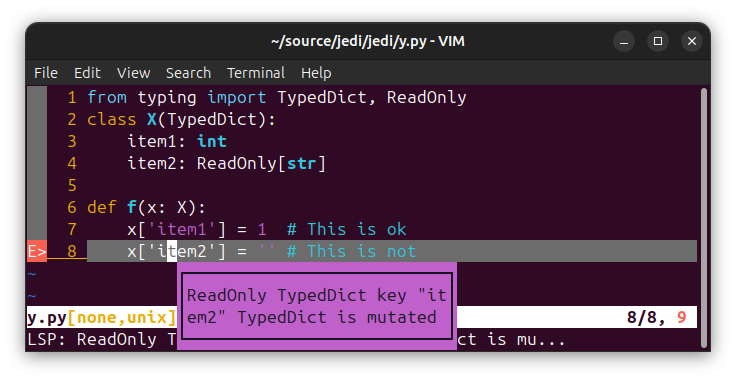 ~/source/jedi/jedi/y.py - VIM
File Edit View Search Terminal Help
1 from typing import TypedDict, ReadOnly
2 class X(TypedDict):
3     item1: int
4     item2: ReadOnly[str]
5
6 def f(x: X):
7     x['item1'] = 1  # This is ok
E> 8     x['item2'] = '' # This is not
~
~
ReadOnly TypedDict key "it
em2" TypedDict is mutated
y.py[none,unix] 8/8, 9
LSP: ReadOnly T ct is mu...